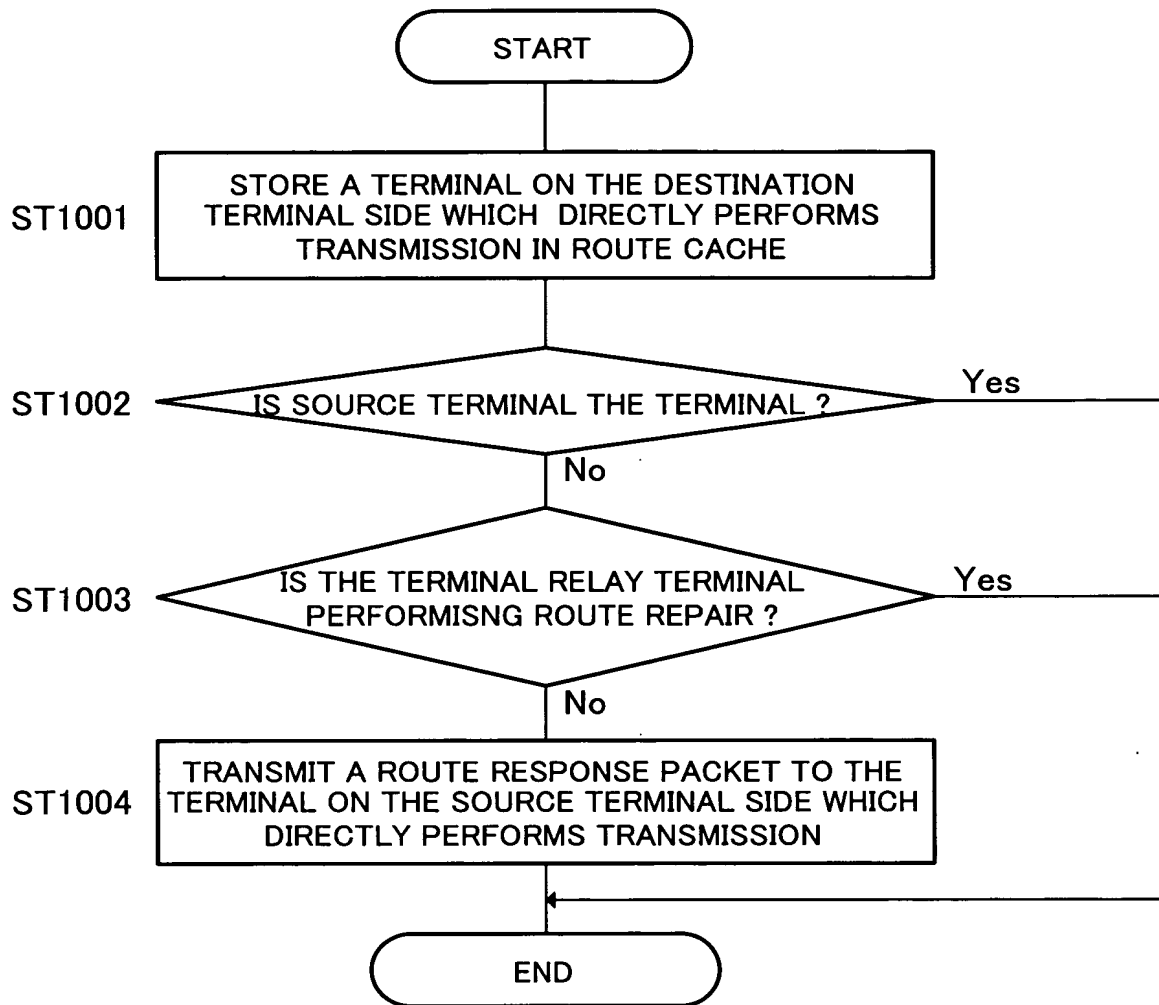 START
ST1001
STORE A TERMINAL ON THE DESTINATION
TERMINAL SIDE WHICH DIRECTLY PERFORMS
TRANSMISSION IN ROUTE CACHE
ST1002
IS SOURCE TERMINAL THE TERMINAL ?
Yes
No
ST1003
IS THE TERMINAL RELAY TERMINAL
PERFORMISNG ROUTE REPAIR ?
Yes
No
ST1004
TRANSMIT A ROUTE RESPONSE PACKET TO THE
TERMINAL ON THE SOURCE TERMINAL SIDE WHICH
DIRECTLY PERFORMS TRANSMISSION
END